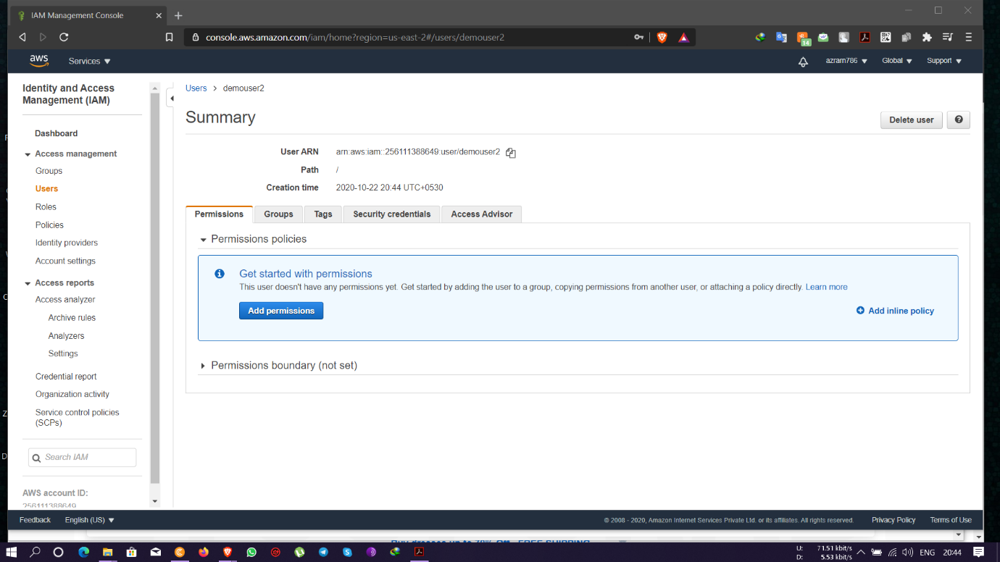 IAM Management Console
console.aws.amazon.com/iam/home?region=us-east-2#/users/demouser2
14
aws
Services
azram786
Global
Support
Identity and Access
Management (IAM)
Dashboard
Access management
Groups
Users
Roles
Policies
Identity providers
Account settings
Access reports
Access analyzer
Archive rules
Analyzers
Settings
Credential report
Organization activity
Service control policies
(SCPs)
Search IAM
AWS account ID:
256111388649
Users > demouser2
Summary
Delete user
User ARN arn:aws:iam::256111388649:user/demouser2
Path /
Creation time 2020-10-22 20:44 UTC+0530
Permissions Groups Tags Security credentials Access Advisor
Permissions policies
Get started with permissions
This user doesn't have any permissions yet. Get started by adding the user to a group, copying permissions from another user, or attaching a policy directly. Learn more
Add permissions
Add inline policy
Permissions boundary (not set)
Feedback English (US)
© 2008 - 2020, Amazon Internet Services Private Ltd. or its affiliates. All rights reserved. Privacy Policy Terms of Use
U: 71.51 kbit/s
D: 5.53 kbit/s
ENG 20:44